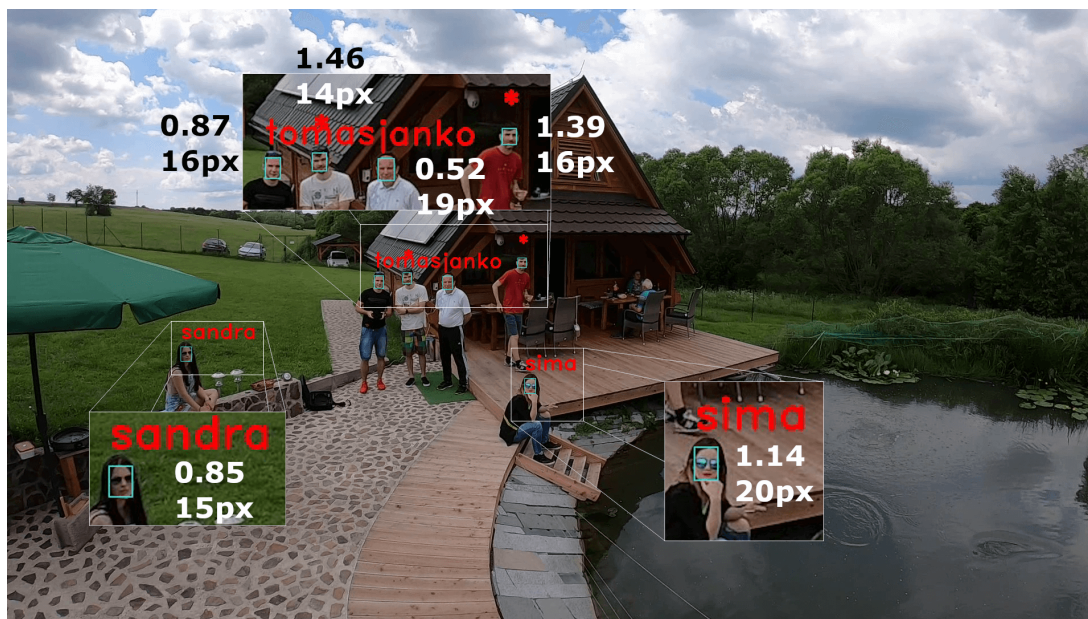 1.46
14px
*
0.87
16px
tomasjanko
*
1.39
16px
0.52
19px
tomasjanko
*
*
sandra
sima
sandra
0.85
15px
sima
1.14
20px